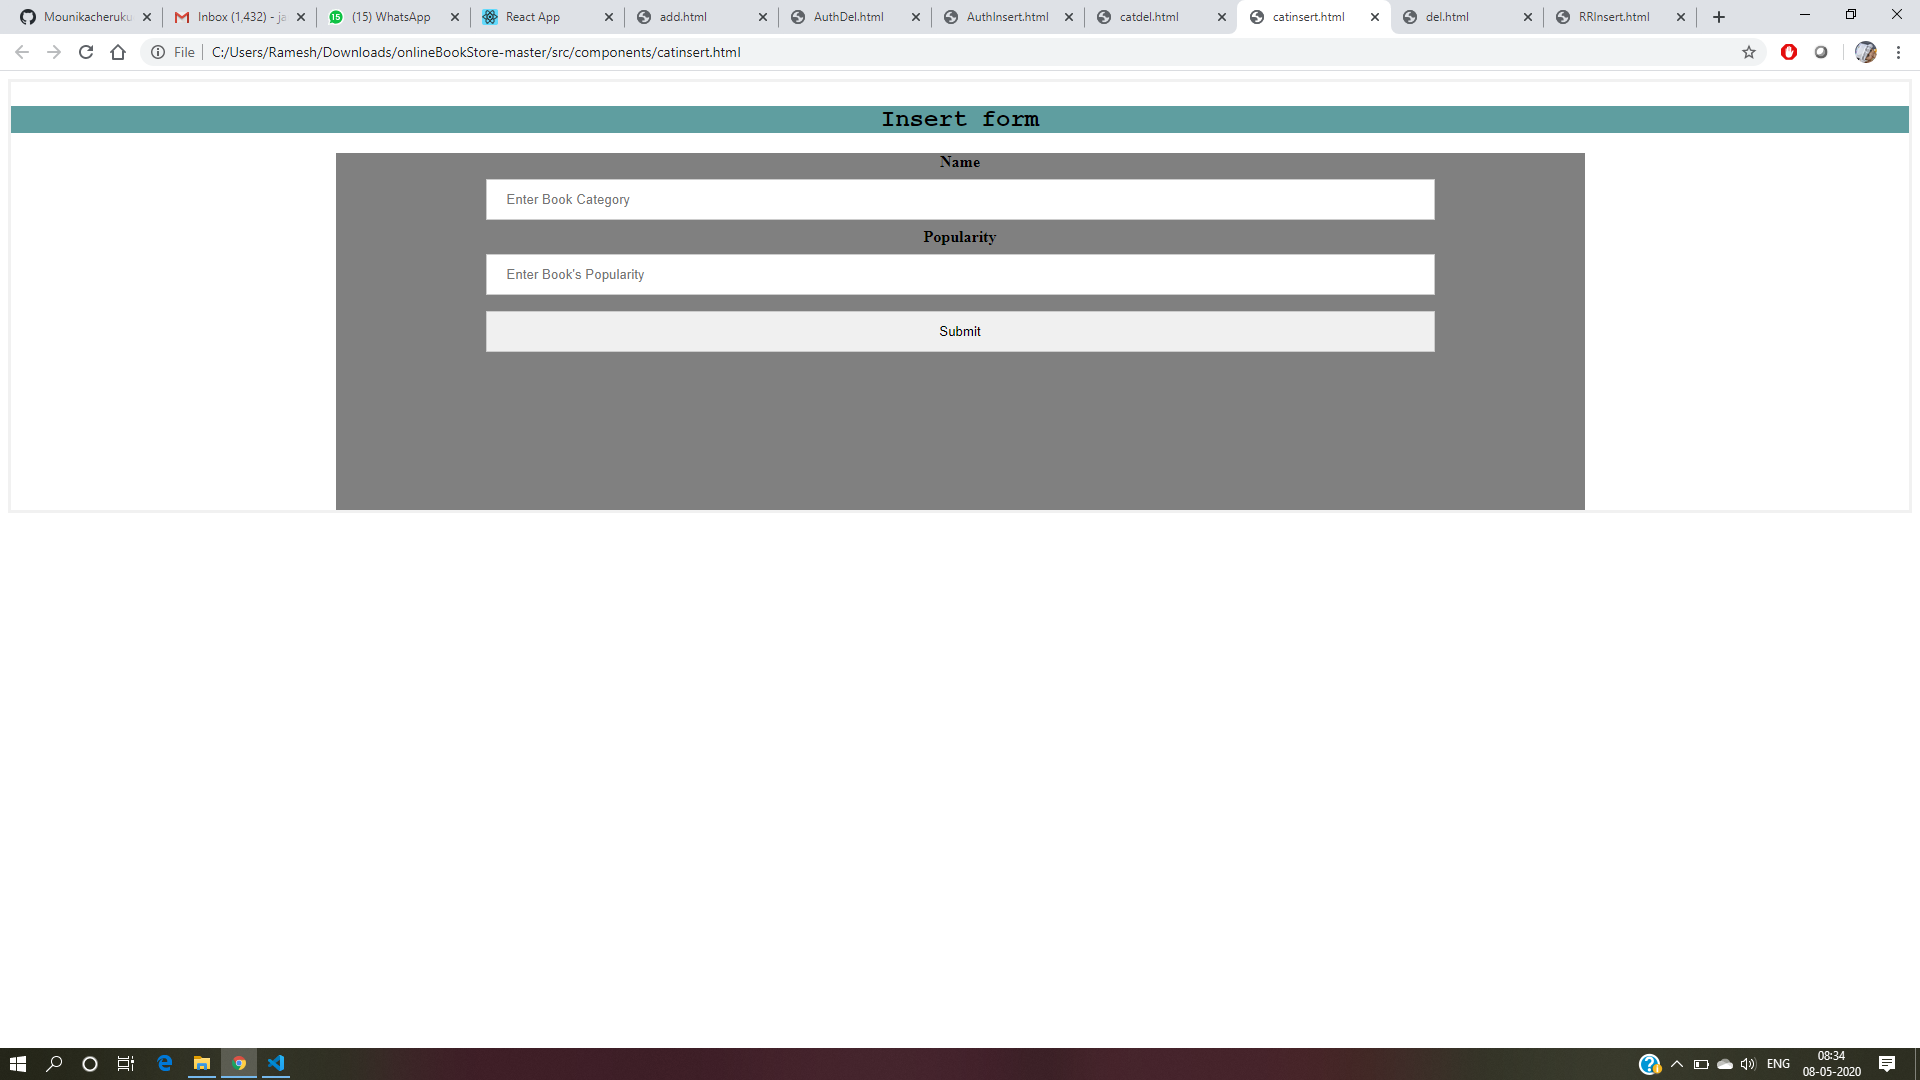 Mounikacheruku
Inbox (1,432) - ja
(15) WhatsApp
React App
add.html
AuthDel.html
AuthInsert.html
catdel.html
catinsert.html
del.html
RRInsert.html
File
C:/Users/Ramesh/Downloads/onlineBookStore-master/src/components/catinsert.html
Insert form
Name
Enter Book Category
Popularity
Enter Book's Popularity
Submit
ENG
08:34
08-05-2020